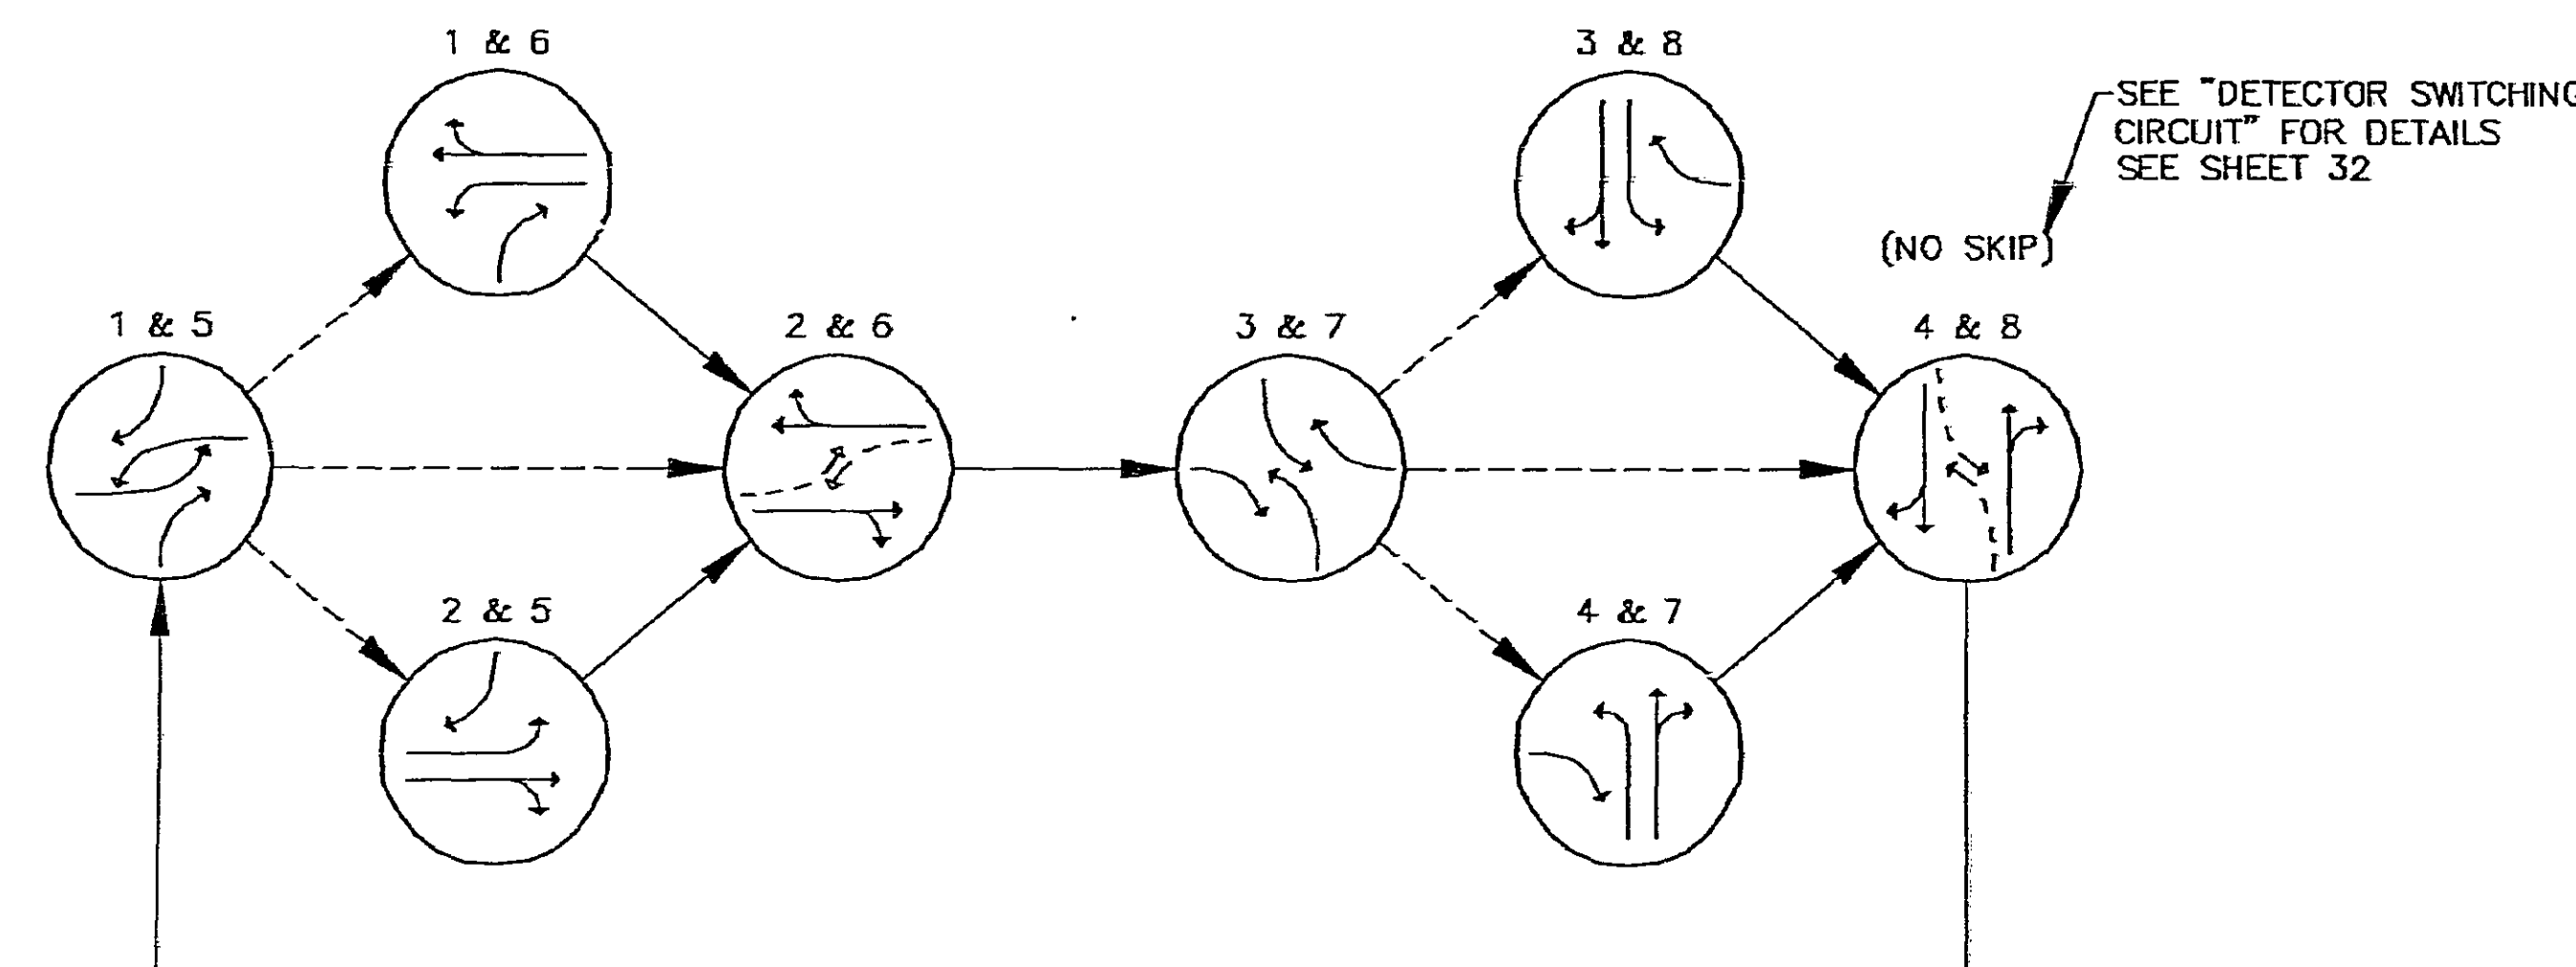 1 & 6
3 & 8
SEE "DETECTOR SWITCHING
CIRCUIT" FOR DETAILS
SEE SHEET 32
(NO SKIP)
1 & 5
2 & 6
3 & 7
4 & 8
2 & 5
4 & 7